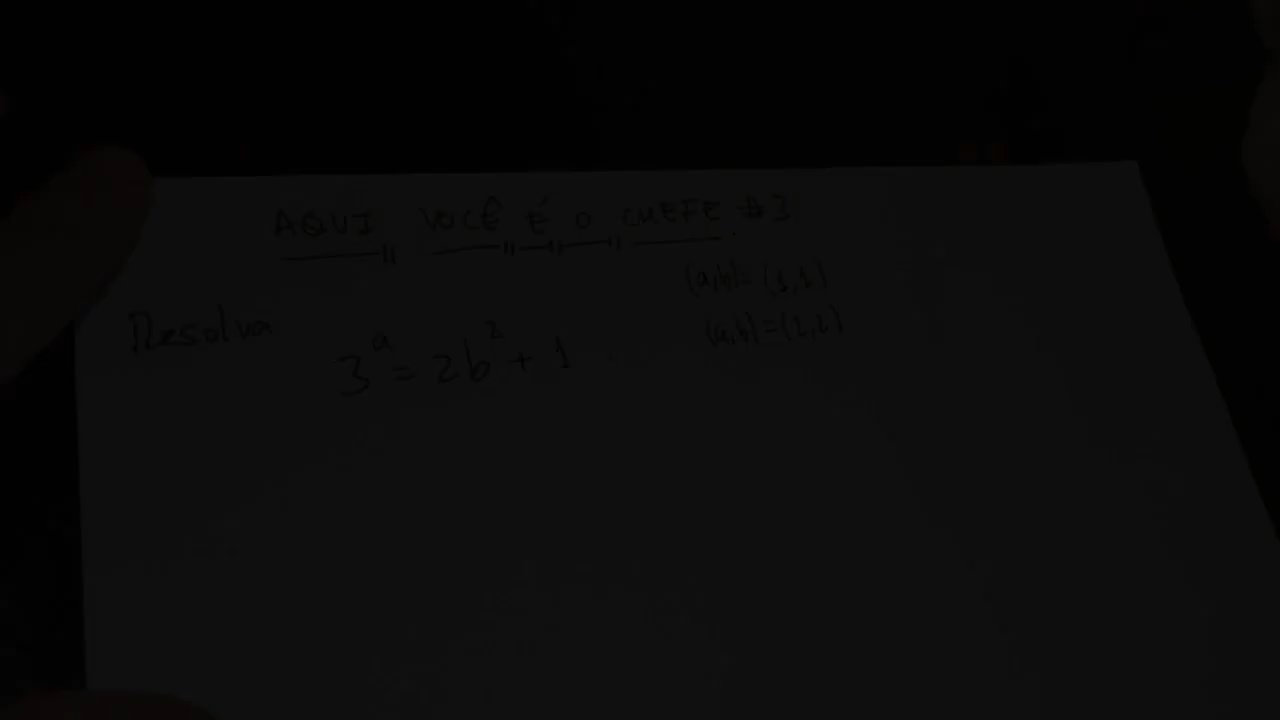 AQUI VOCÊ É O CHEFE #3
(a,b)=(1,1)
(a,b)=(2,2)
Resolva
3^a = 2b^2 + 1